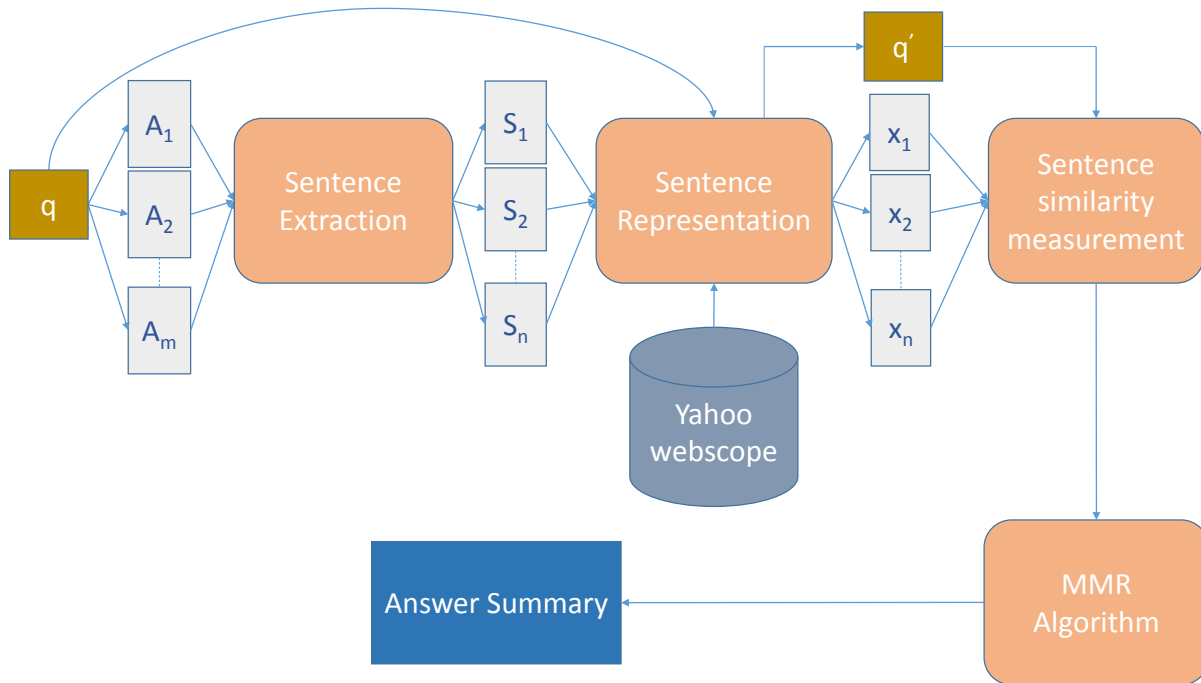 q
A₁
A₂
Aₘ
Sentence
Extraction
S₁
S₂
Sₙ
Sentence
Representation
Yahoo
webscope
q′
x₁
x₂
xₙ
Sentence
similarity
measurement
MMR
Algorithm
Answer Summary